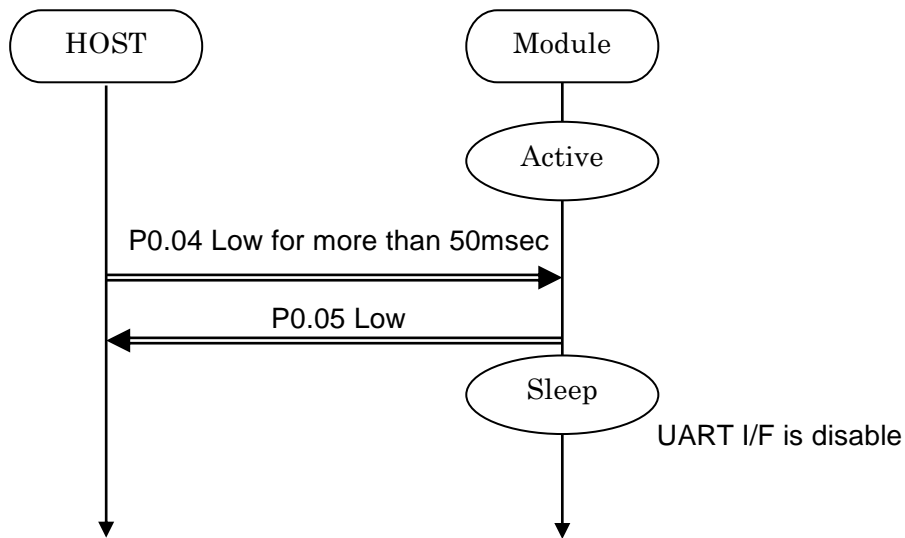 HOST
Module
Active
P0.04 Low for more than 50msec
P0.05 Low
Sleep
UART I/F is disable